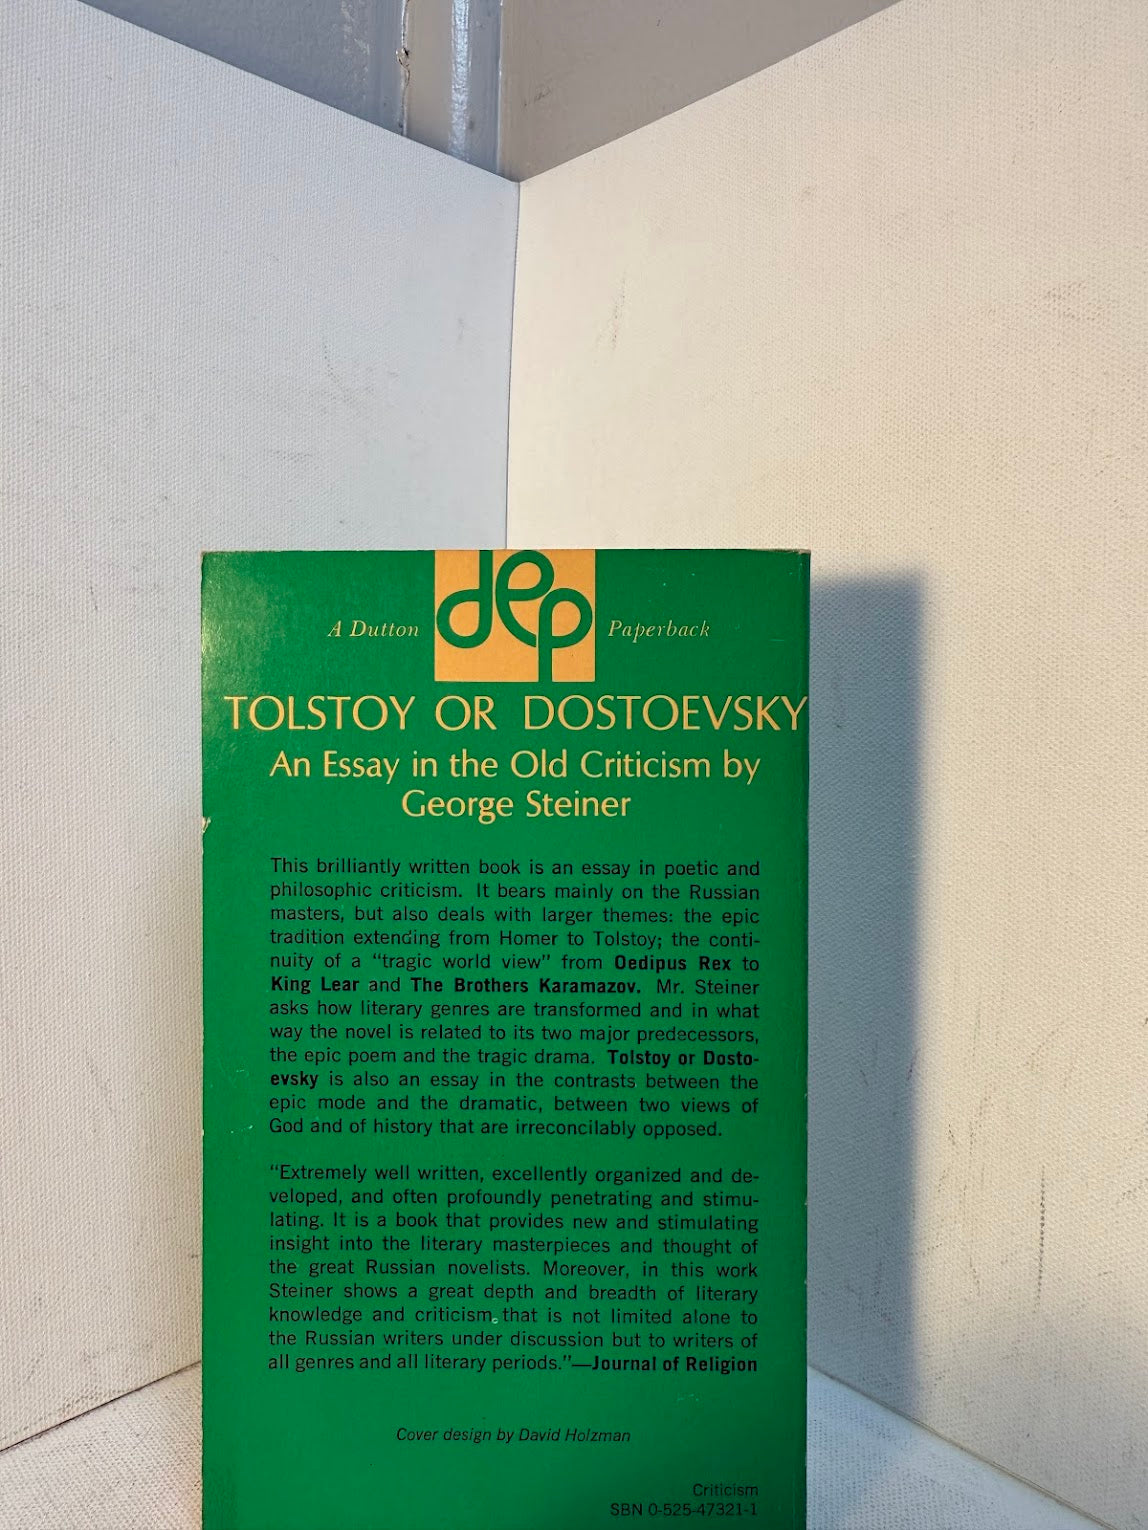 A Dutton dep Paperback
TOLSTOY OR DOSTOEVSKY
An Essay in the Old Criticism by
George Steiner
This brilliantly written book is an essay in poetic and
philosophic criticism. It bears mainly on the Russian
masters, but also deals with larger themes: the epic
tradition extending from Homer to Tolstoy; the conti-
nuity of a “tragic world view” from Oedipus Rex to
King Lear and The Brothers Karamazov. Mr. Steiner
asks how literary genres are transformed and in what
way the novel is related to its two major predecessors,
the epic poem and the tragic drama. Tolstoy or Dosto-
evsky is also an essay in the contrasts between the
epic mode and the dramatic, between two views of
God and of history that are irreconcilably opposed.
“Extremely well written, excellently organized and de-
veloped, and often profoundly penetrating and stimu-
lating. It is a book that provides new and stimulating
insight into the literary masterpieces and thought of
the great Russian novelists. Moreover, in this work
Steiner shows a great depth and breadth of literary
knowledge and criticism that is not limited alone to
the Russian writers under discussion but to writers of
all genres and all literary periods.”—Journal of Religion
Cover design by David Holzman
Criticism
SBN 0-525-47321-1